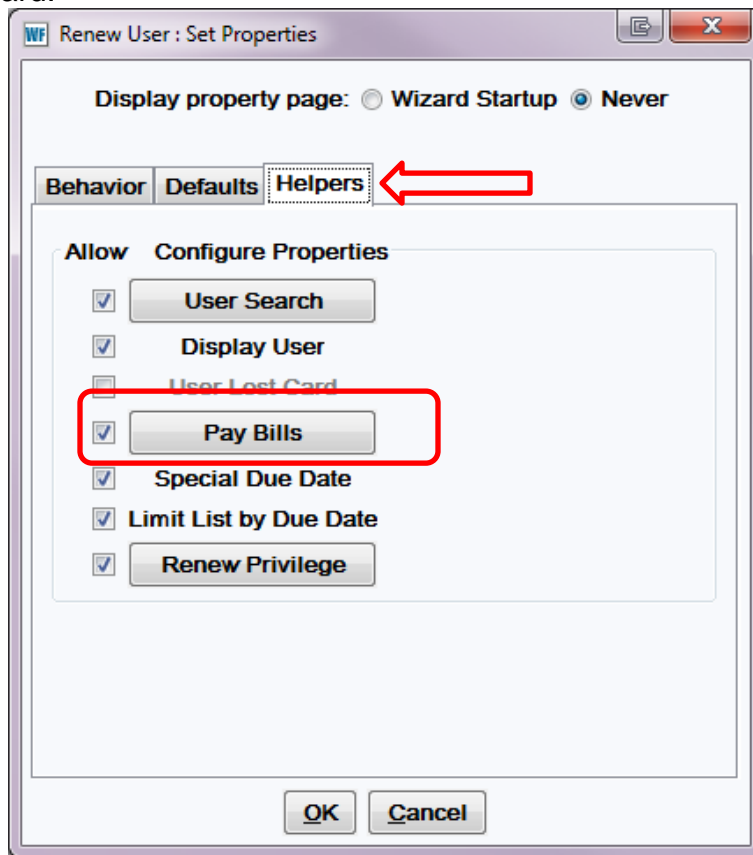 WF Renew User : Set Properties
Display property page: Wizard Startup Never
Behavior Defaults Helpers
Allow Configure Properties
User Search
Display User
User Lost Card
Pay Bills
Special Due Date
Limit List by Due Date
Renew Privilege
OK Cancel